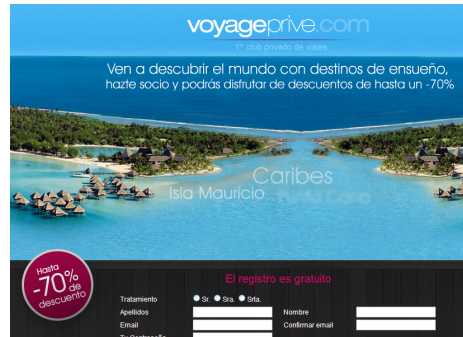 voyageprive.com
1er club privado de viajes
Ven a descubrir el mundo con destinos de ensueño,
hazte socio y podrás disfrutar de descuentos de hasta un -70%
Caribes
Isla Mauricio
Hasta
-70%
de
descuento
El registro es gratuito
Tratamiento Sr. Sra. Srta.
Apellidos Nombre
Email Confirmar email